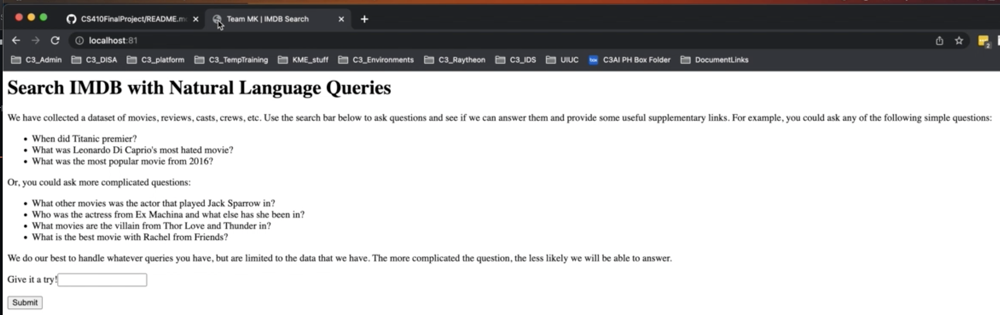 CS410FinalProject/README.m
Team MK | IMDB Search
localhost:81
C3_Admin C3_DISA C3_platform C3_TempTraining KME_stuff C3_Environments C3_Raytheon C3_IDS UIUC box C3AI PH Box Folder DocumentLinks
2
Search IMDB with Natural Language Queries
We have collected a dataset of movies, reviews, casts, crews, etc. Use the search bar below to ask questions and see if we can answer them and provide some useful supplementary links. For example, you could ask any of the following simple questions:
• When did Titanic premier?
• What was Leonardo Di Caprio's most hated movie?
• What was the most popular movie from 2016?
Or, you could ask more complicated questions:
• What other movies was the actor that played Jack Sparrow in?
• Who was the actress from Ex Machina and what else has she been in?
• What movies are the villain from Thor Love and Thunder in?
• What is the best movie with Rachel from Friends?
We do our best to handle whatever queries you have, but are limited to the data that we have. The more complicated the question, the less likely we will be able to answer.
Give it a try!
Submit